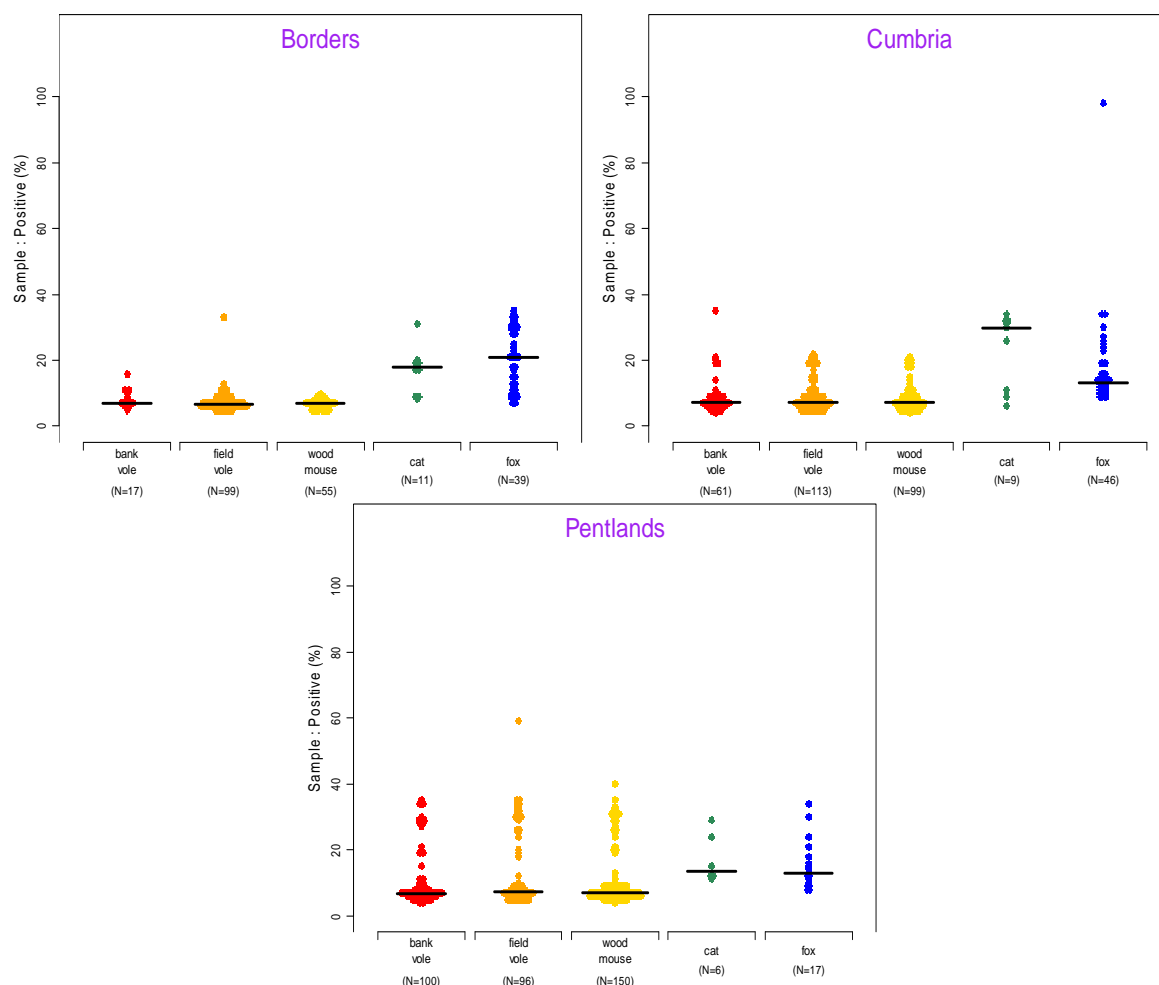 Borders
Sample : Positive (%)
100
80
60
40
20
0
bank field wood cat fox
vole vole mouse (N=11) (N=39)
(N=17) (N=99) (N=55)
Cumbria
Sample : Positive (%)
100
80
60
40
20
0
bank field wood cat fox
vole vole mouse (N=9) (N=46)
(N=61) (N=113) (N=99)
Pentlands
Sample : Positive (%)
100
80
60
40
20
0
bank field wood cat fox
vole vole mouse (N=6) (N=17)
(N=100) (N=96) (N=150)